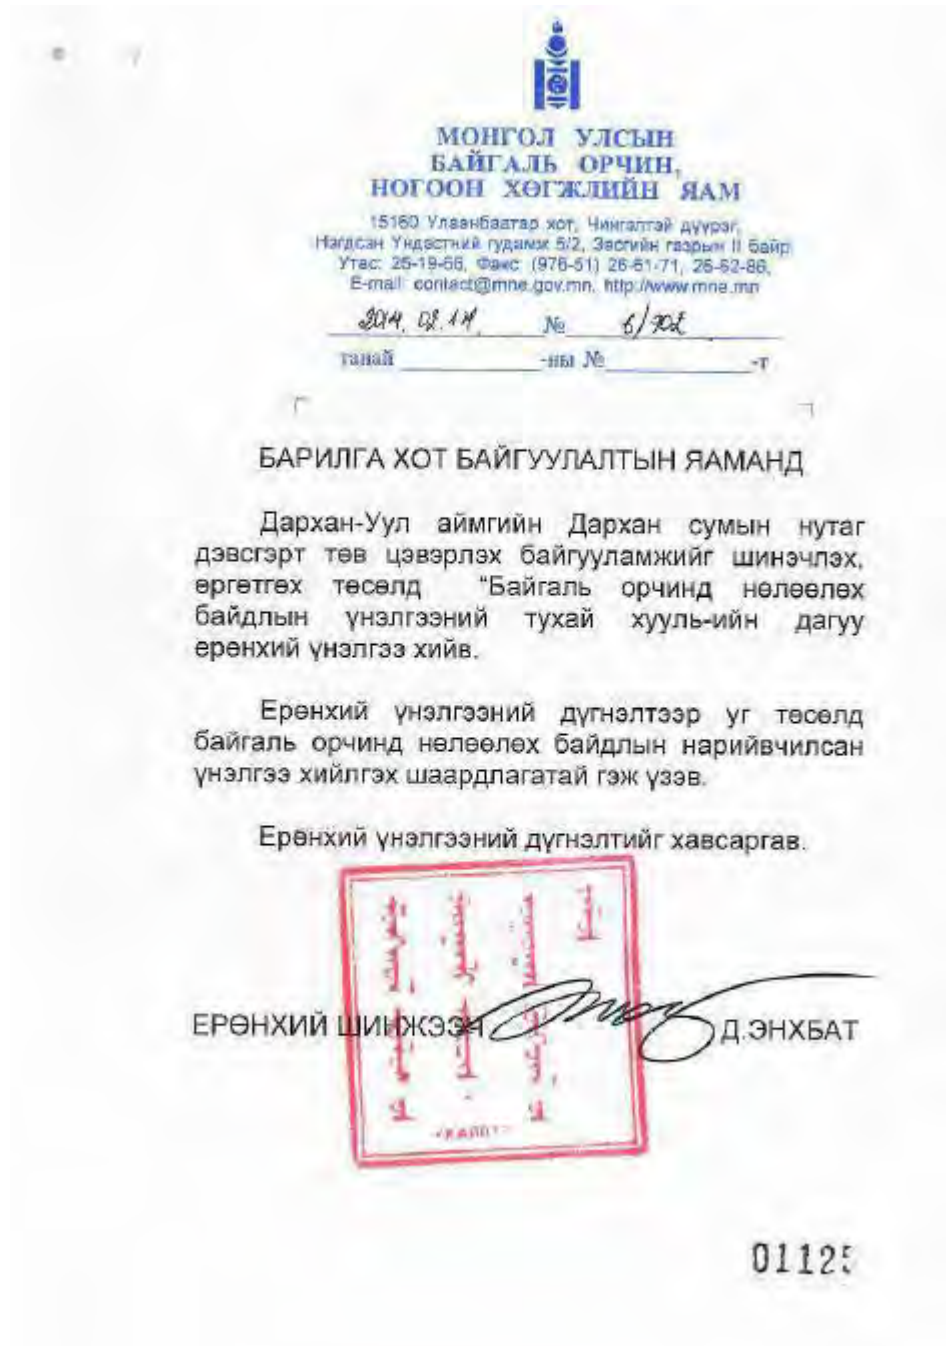 МОНГОЛ УЛСЫН
БАЙГАЛЬ ОРЧИН,
НОГООН ХӨГЖЛИЙН ЯАМ
15160 Улаанбаатар хот, Чингэлтэй дүүрэг,
Нэгдсэн Үндэстний гудамж 5/2, Засгийн газрын II байр
Утас: 26-19-66, Факс: (976-51) 26-61-71, 26-62-86,
E-mail: contact@mne.gov.mn, http://www.mne.mn
2014. 02.14. № 6/702
танай -ны № -т
БАРИЛГА ХОТ БАЙГУУЛАЛТЫН ЯАМАНД
Дархан-Уул аймгийн Дархан сумын нутаг
дэвсгэрт төв цэвэрлэх байгууламжийг шинэчлэх,
өргөтгөх төсөлд "Байгаль орчинд нөлөөлөх
байдлын үнэлгээний тухай хууль-ийн дагуу
ерөнхий үнэлгээ хийв.
Ерөнхий үнэлгээний дүгнэлтээр уг төсөлд
байгаль орчинд нөлөөлөх байдлын нарийвчилсан
үнэлгээ хийлгэх шаардлагатай гэж үзэв.
Ерөнхий үнэлгээний дүгнэлтийг хавсаргав.
ЕРӨНХИЙ ШИНЖЭЭЧ Д.ЭНХБАТ